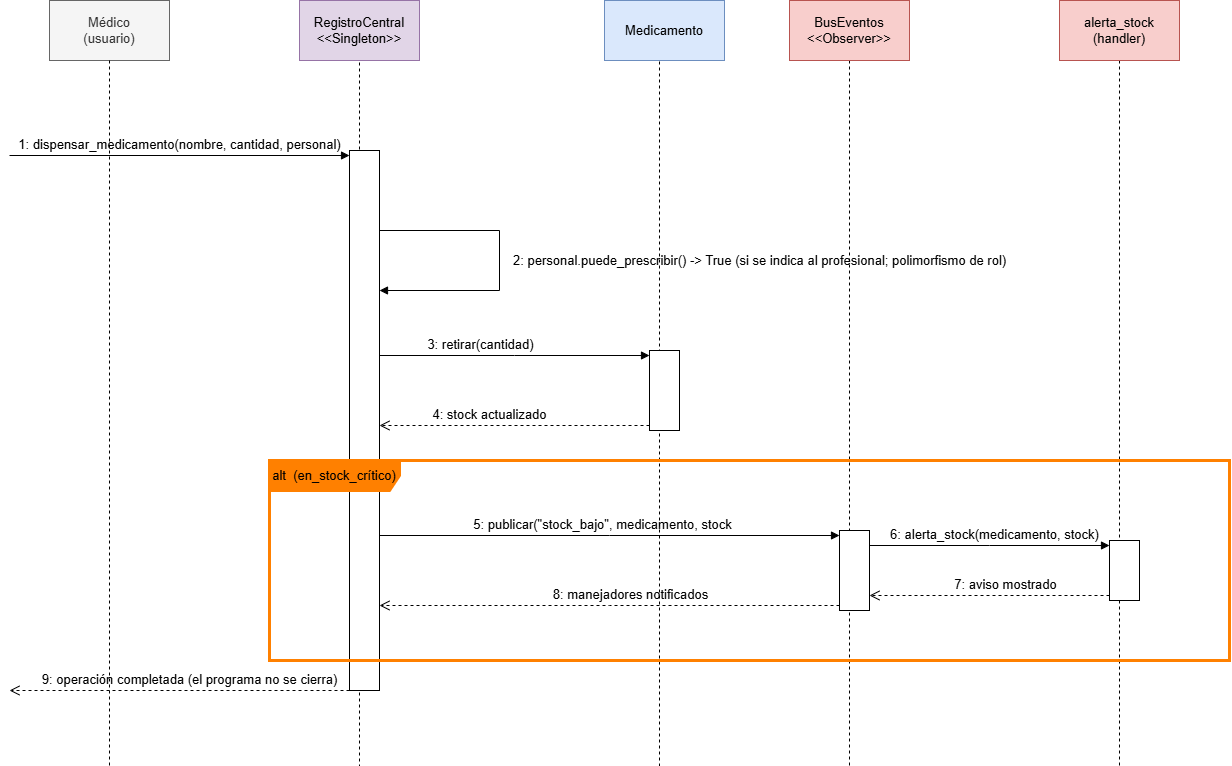 Médico
(usuario)
RegistroCentral
<<Singleton>>
Medicamento
BusEventos
<<Observer>>
alerta_stock
(handler)
1: dispensar_medicamento(nombre, cantidad, personal)
2: personal.puede_prescribir() -> True (si se indica al profesional; polimorfismo de rol)
3: retirar(cantidad)
4: stock actualizado
alt (en_stock_crítico)
5: publicar("stock_bajo", medicamento, stock
6: alerta_stock(medicamento, stock)
7: aviso mostrado
8: manejadores notificados
9: operación completada (el programa no se cierra)